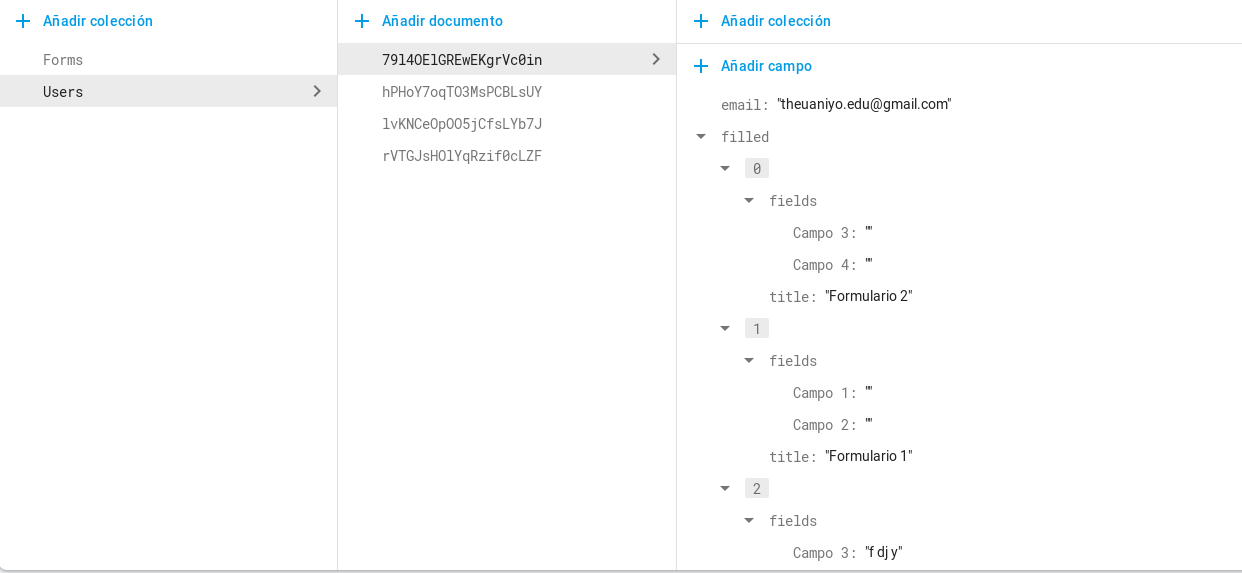 Añadir colección
Forms
Users
Añadir documento
79l4OElGREwEKgrVc0in
hPHoY7oqTO3MsPCBLsUY
lvKNCeOpOO5jCfsLYb7J
rVTGJsHOlYqRzif0cLZF
Añadir colección
Añadir campo
email: "theuaniyo.edu@gmail.com"
filled
0
fields
Campo 3: ""
Campo 4: ""
title: "Formulario 2"
1
fields
Campo 1: ""
Campo 2: ""
title: "Formulario 1"
2
fields
Campo 3: "f dj y"